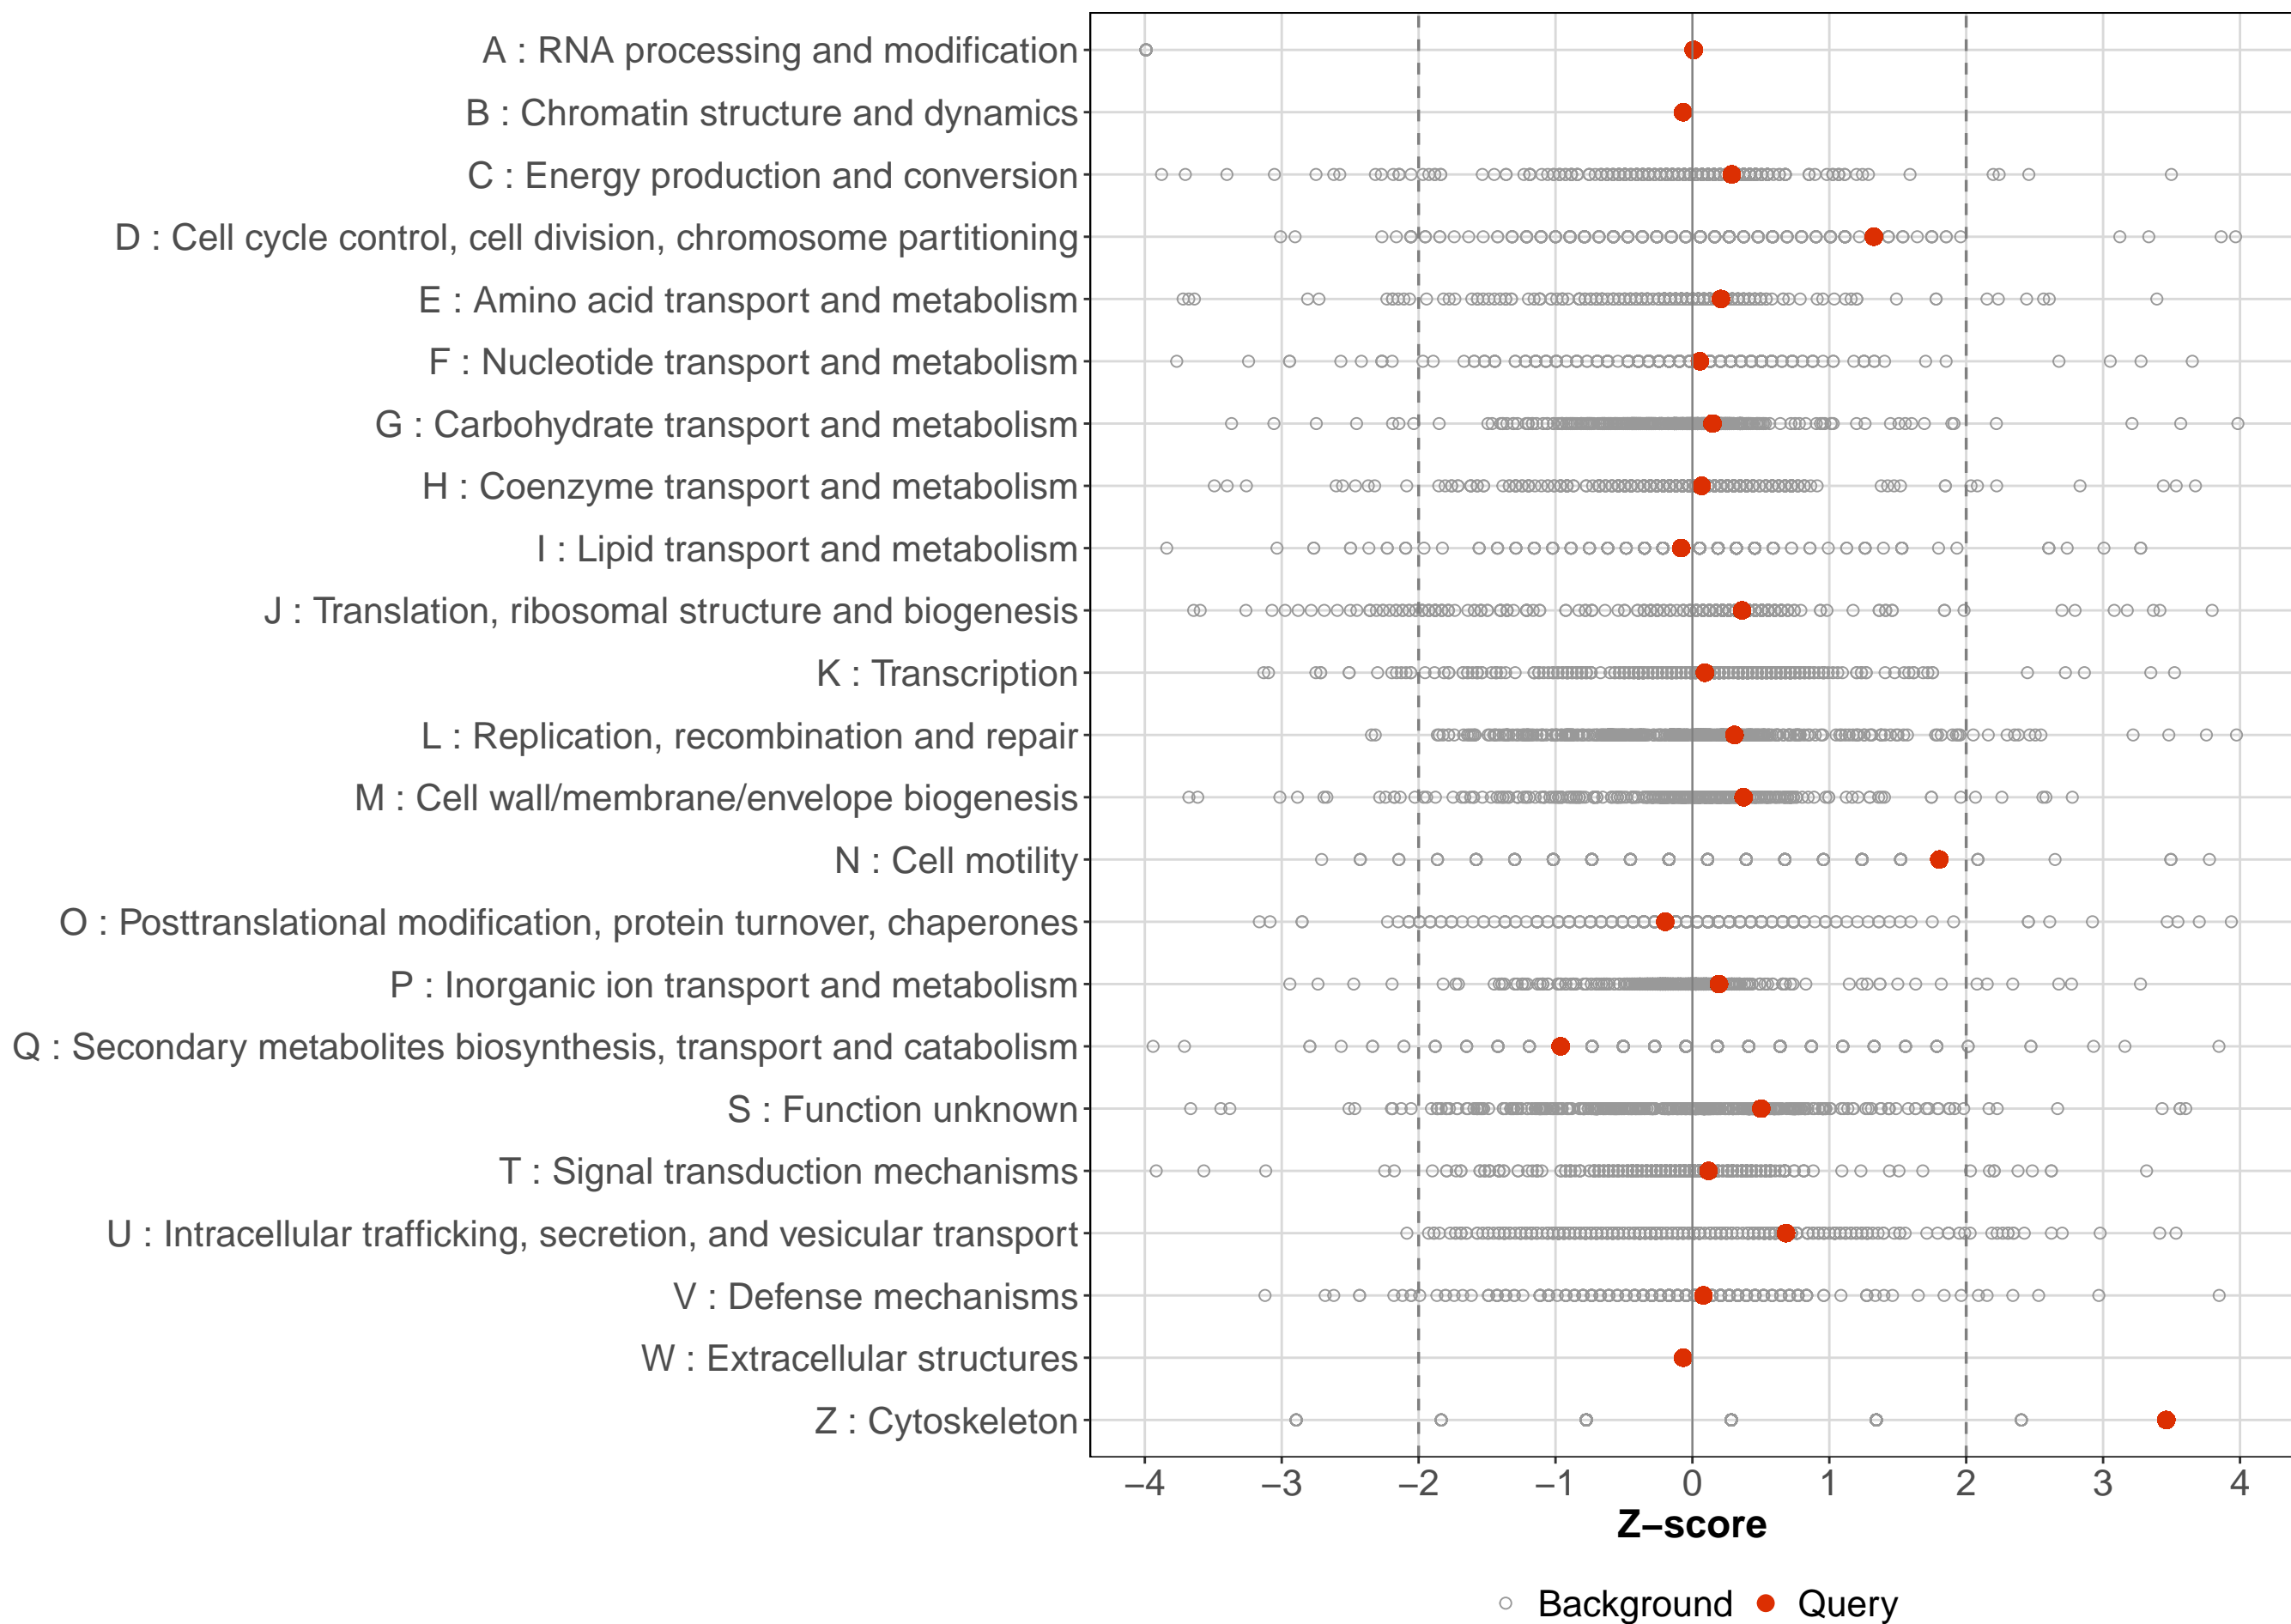 A : RNA processing and modification
B : Chromatin structure and dynamics
C : Energy production and conversion
D : Cell cycle control, cell division, chromosome partitioning
E : Amino acid transport and metabolism
F : Nucleotide transport and metabolism
G : Carbohydrate transport and metabolism
H : Coenzyme transport and metabolism
I : Lipid transport and metabolism
J : Translation, ribosomal structure and biogenesis
K : Transcription
L : Replication, recombination and repair
M : Cell wall/membrane/envelope biogenesis
N : Cell motility
O : Posttranslational modification, protein turnover, chaperones
P : Inorganic ion transport and metabolism
Q : Secondary metabolites biosynthesis, transport and catabolism
S : Function unknown
T : Signal transduction mechanisms
U : Intracellular trafficking, secretion, and vesicular transport
V : Defense mechanisms
W : Extracellular structures
Z : Cytoskeleton
−4 −3 −2 −1 0 1 2 3 4
Z−score
Background Query